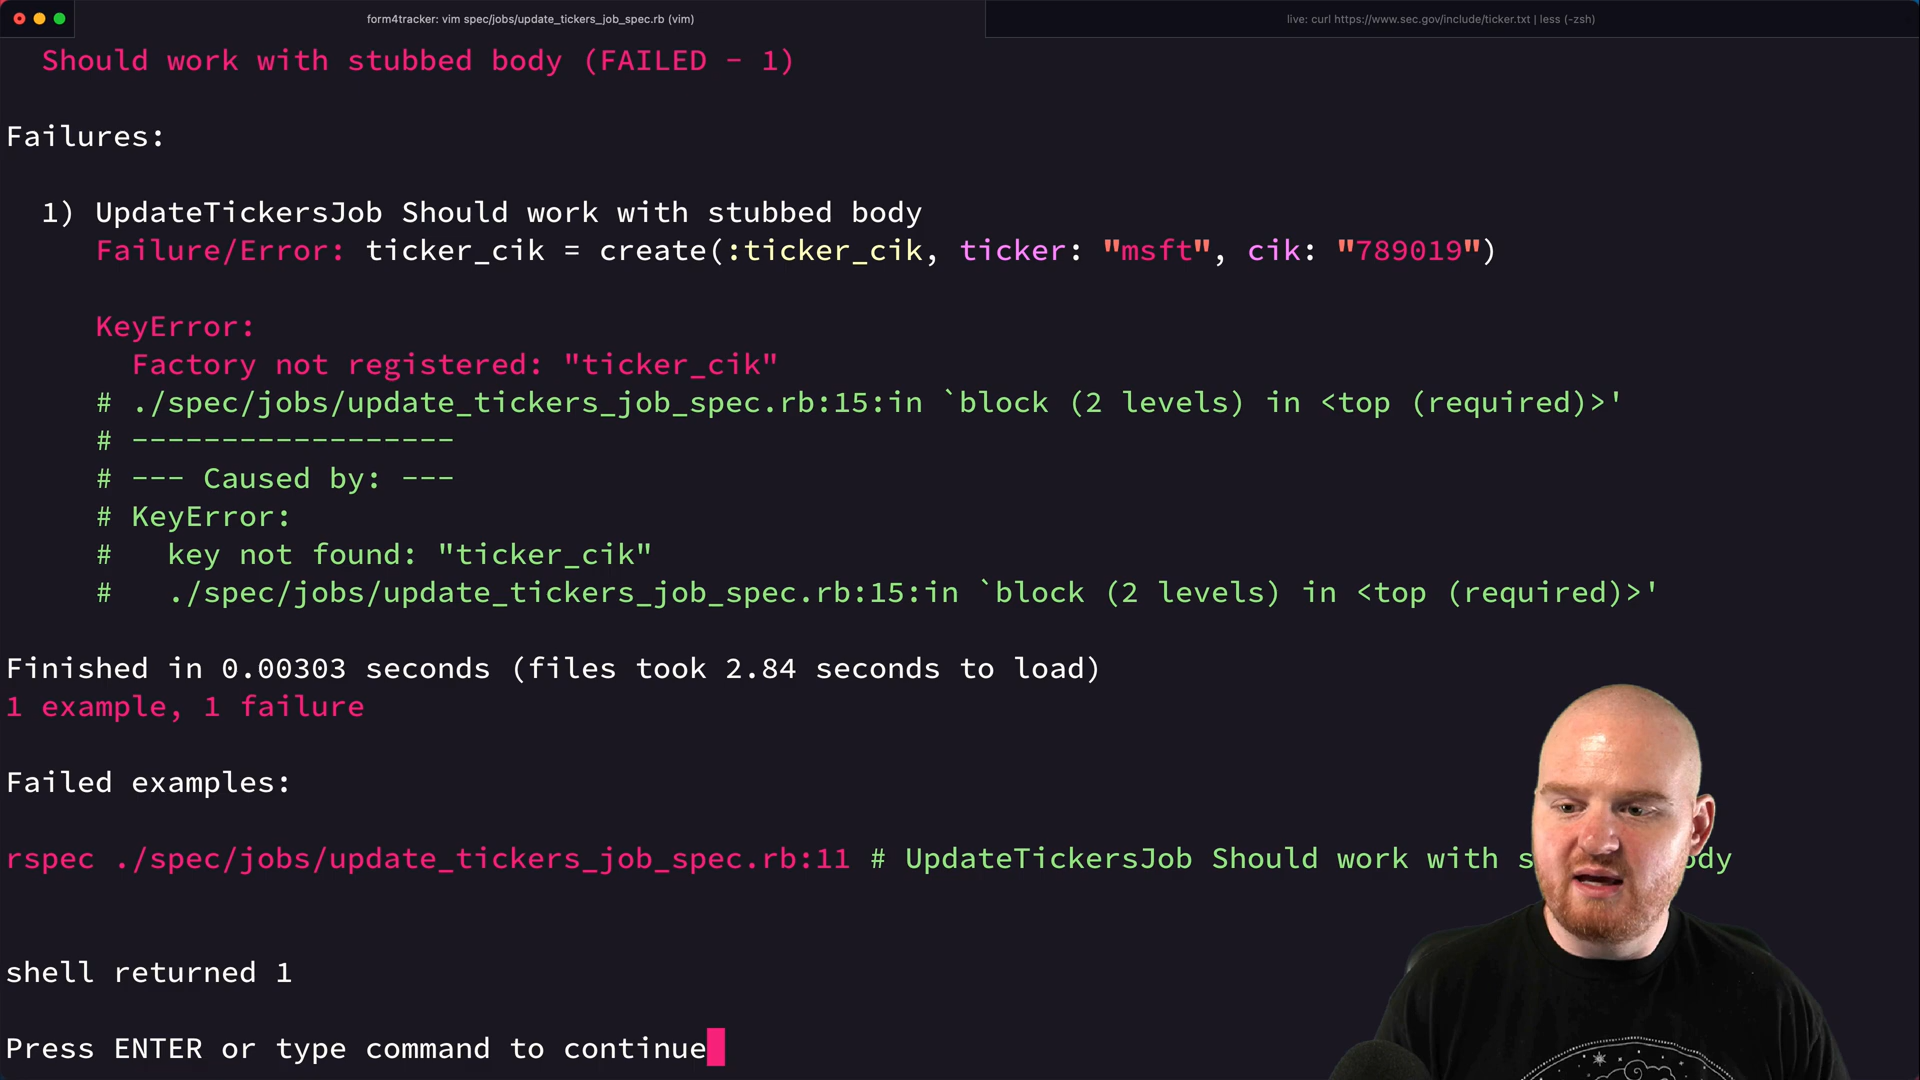 form4tracker: vim spec/jobs/update_tickers_job_spec.rb (vim)
live: curl https://www.sec.gov/include/ticker.txt | less (-zsh)
Should work with stubbed body (FAILED - 1)
Failures:
1) UpdateTickersJob Should work with stubbed body
Failure/Error: ticker_cik = create(:ticker_cik, ticker: "msft", cik: "789019")
KeyError:
Factory not registered: "ticker_cik"
# ./spec/jobs/update_tickers_job_spec.rb:15:in `block (2 levels) in <top (required)>'
# ------------------
# --- Caused by: ---
# KeyError:
#   key not found: "ticker_cik"
#   ./spec/jobs/update_tickers_job_spec.rb:15:in `block (2 levels) in <top (required)>'
Finished in 0.00303 seconds (files took 2.84 seconds to load)
1 example, 1 failure
Failed examples:
rspec ./spec/jobs/update_tickers_job_spec.rb:11 # UpdateTickersJob Should work with
shell returned 1
Press ENTER or type command to continue